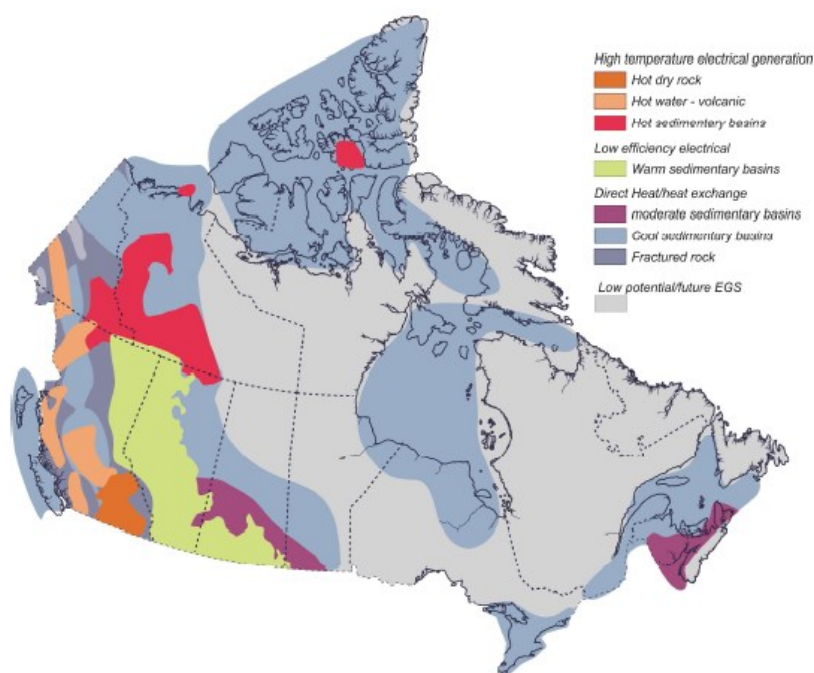 High temperature electrical generation
Hot dry rock
Hot water - volcanic
Hot sedimentary basins
Low efficiency electrical
Warm sedimentary basins
Direct Heat/heat exchange
moderate sedimentary basins
Cool sedimentary basins
Fractured rock
Low potential/future EGS